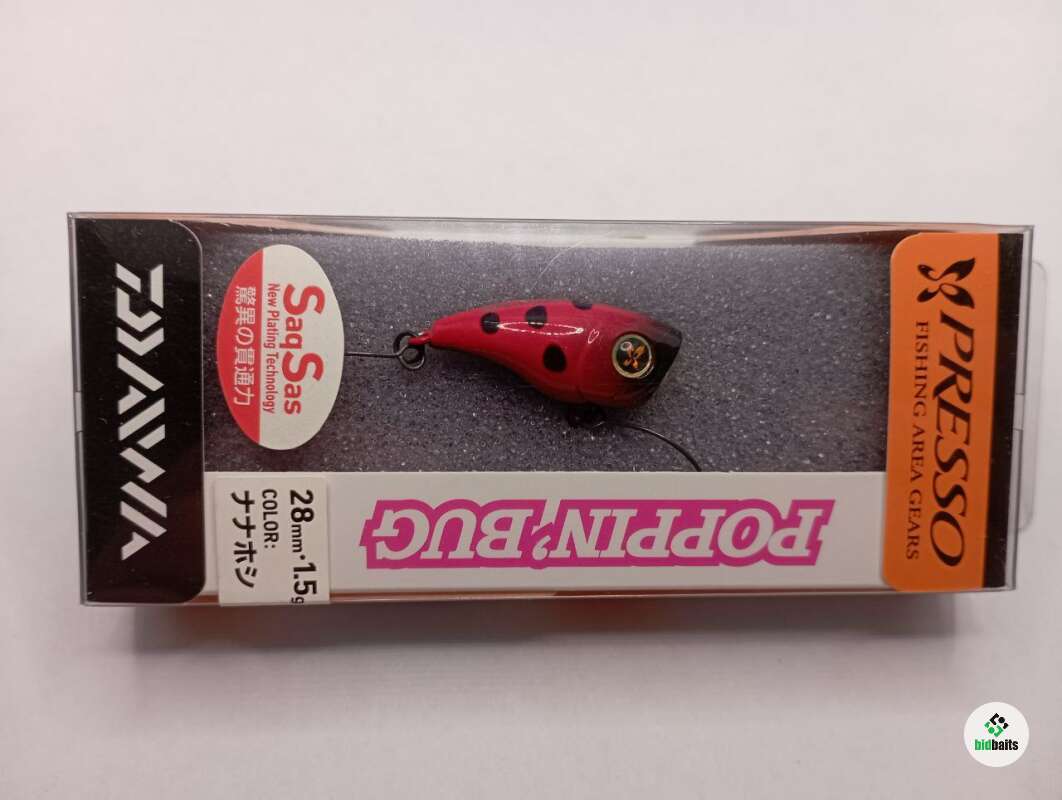 DAIWA
SaqSas
New Plating Technology
驚異の貫通力
28mm・1.5g
COLOR:
ナナホシ
POPPIN' BUG
PRESSO
FISHING AREA GEARS
bidbaits